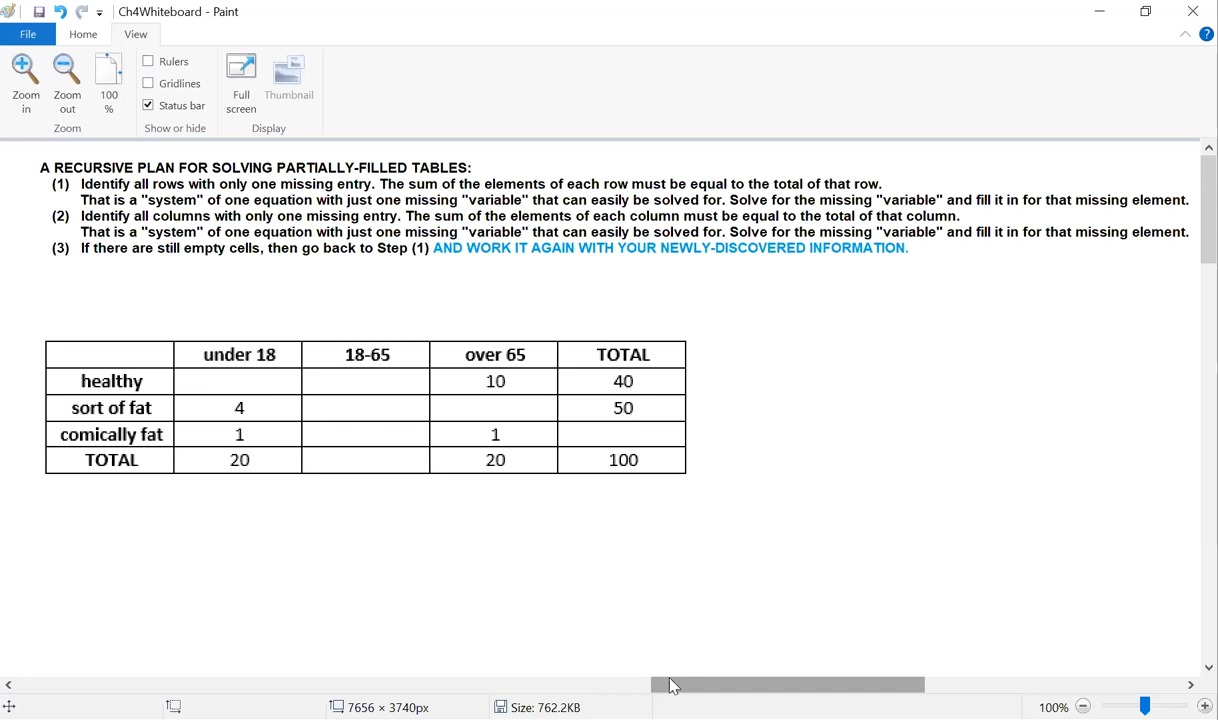 Ch4Whiteboard - Paint
File Home View
Zoom in
Zoom out
100 %
Rulers
Gridlines
Status bar
Full screen
Thumbnail
Zoom
Show or hide
Display
A RECURSIVE PLAN FOR SOLVING PARTIALLY-FILLED TABLES:
(1) Identify all rows with only one missing entry. The sum of the elements of each row must be equal to the total of that row.
That is a "system" of one equation with just one missing "variable" that can easily be solved for. Solve for the missing "variable" and fill it in for that missing element.
(2) Identify all columns with only one missing entry. The sum of the elements of each column must be equal to the total of that column.
That is a "system" of one equation with just one missing "variable" that can easily be solved for. Solve for the missing "variable" and fill it in for that missing element.
(3) If there are still empty cells, then go back to Step (1) AND WORK IT AGAIN WITH YOUR NEWLY-DISCOVERED INFORMATION.
under 18 18-65 over 65 TOTAL
healthy 10 40
sort of fat 4 50
comically fat 1 1
TOTAL 20 20 100
7656 × 3740px Size: 762.2KB 100%